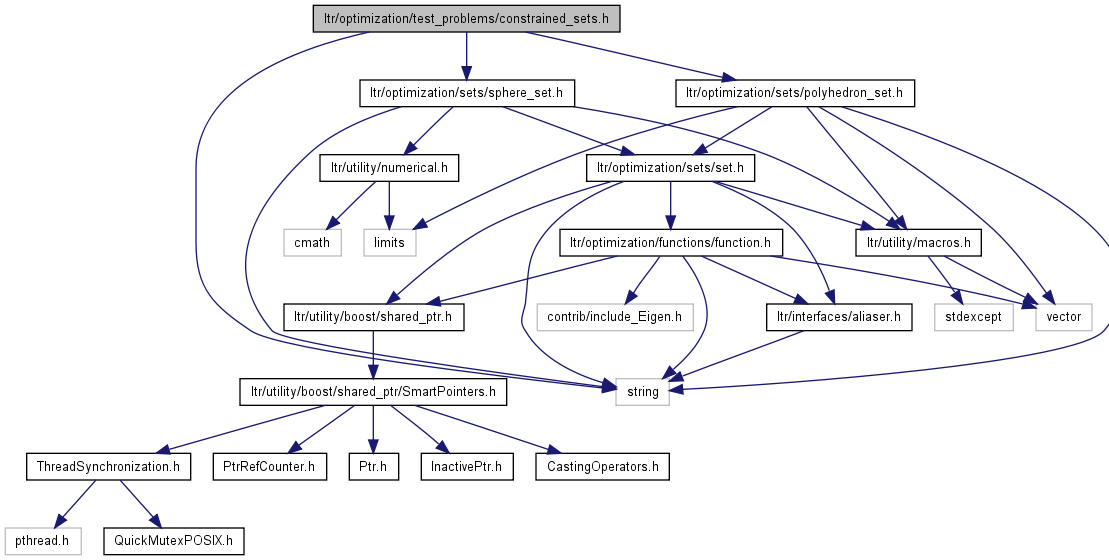 ltr/optimization/test_problems/constrained_sets.h
ltr/optimization/sets/sphere_set.h
ltr/optimization/sets/polyhedron_set.h
ltr/utility/numerical.h
ltr/optimization/sets/set.h
cmath
limits
ltr/optimization/functions/function.h
ltr/utility/macros.h
ltr/utility/boost/shared_ptr.h
contrib/include_Eigen.h
ltr/interfaces/aliaser.h
stdexcept
vector
ltr/utility/boost/shared_ptr/SmartPointers.h
string
ThreadSynchronization.h
PtrRefCounter.h
Ptr.h
InactivePtr.h
CastingOperators.h
pthread.h
QuickMutexPOSIX.h